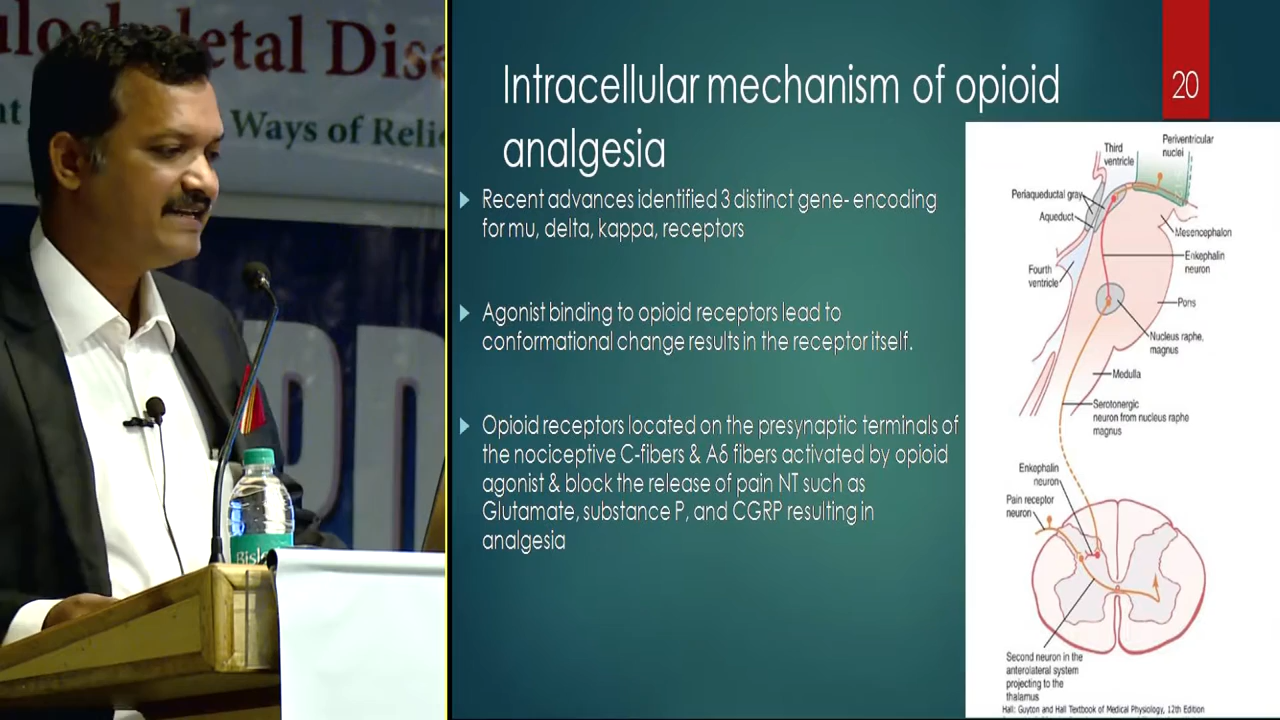 etal Dis
Ways of Relie
Intracellular mechanism of opioid
analgesia
20
Recent advances identified 3 distinct gene- encoding
for mu, delta, kappa, receptors
Agonist binding to opioid receptors lead to
conformational change results in the receptor itself.
Opioid receptors located on the presynaptic terminals of
the nociceptive C-fibers & Aδ fibers activated by opioid
agonist & block the release of pain NT such as
Glutamate, substance P, and CGRP resulting in
analgesia
Third
ventricle
Periventricular
nuclei
Periaqueductal gray
Aqueduct
Mesencephalon
Enkephalin
neuron
Fourth
ventricle
Pons
Nucleus raphe,
magnus
Medulla
Serotonergic
neuron from nucleus raphe
magnus
Enkephalin
neuron
Pain receptor
neuron
Second neuron in the
anterolateral system
projecting to the
thalamus
Hall: Guyton and Hall Textbook of Medical Physiology, 12th Edition